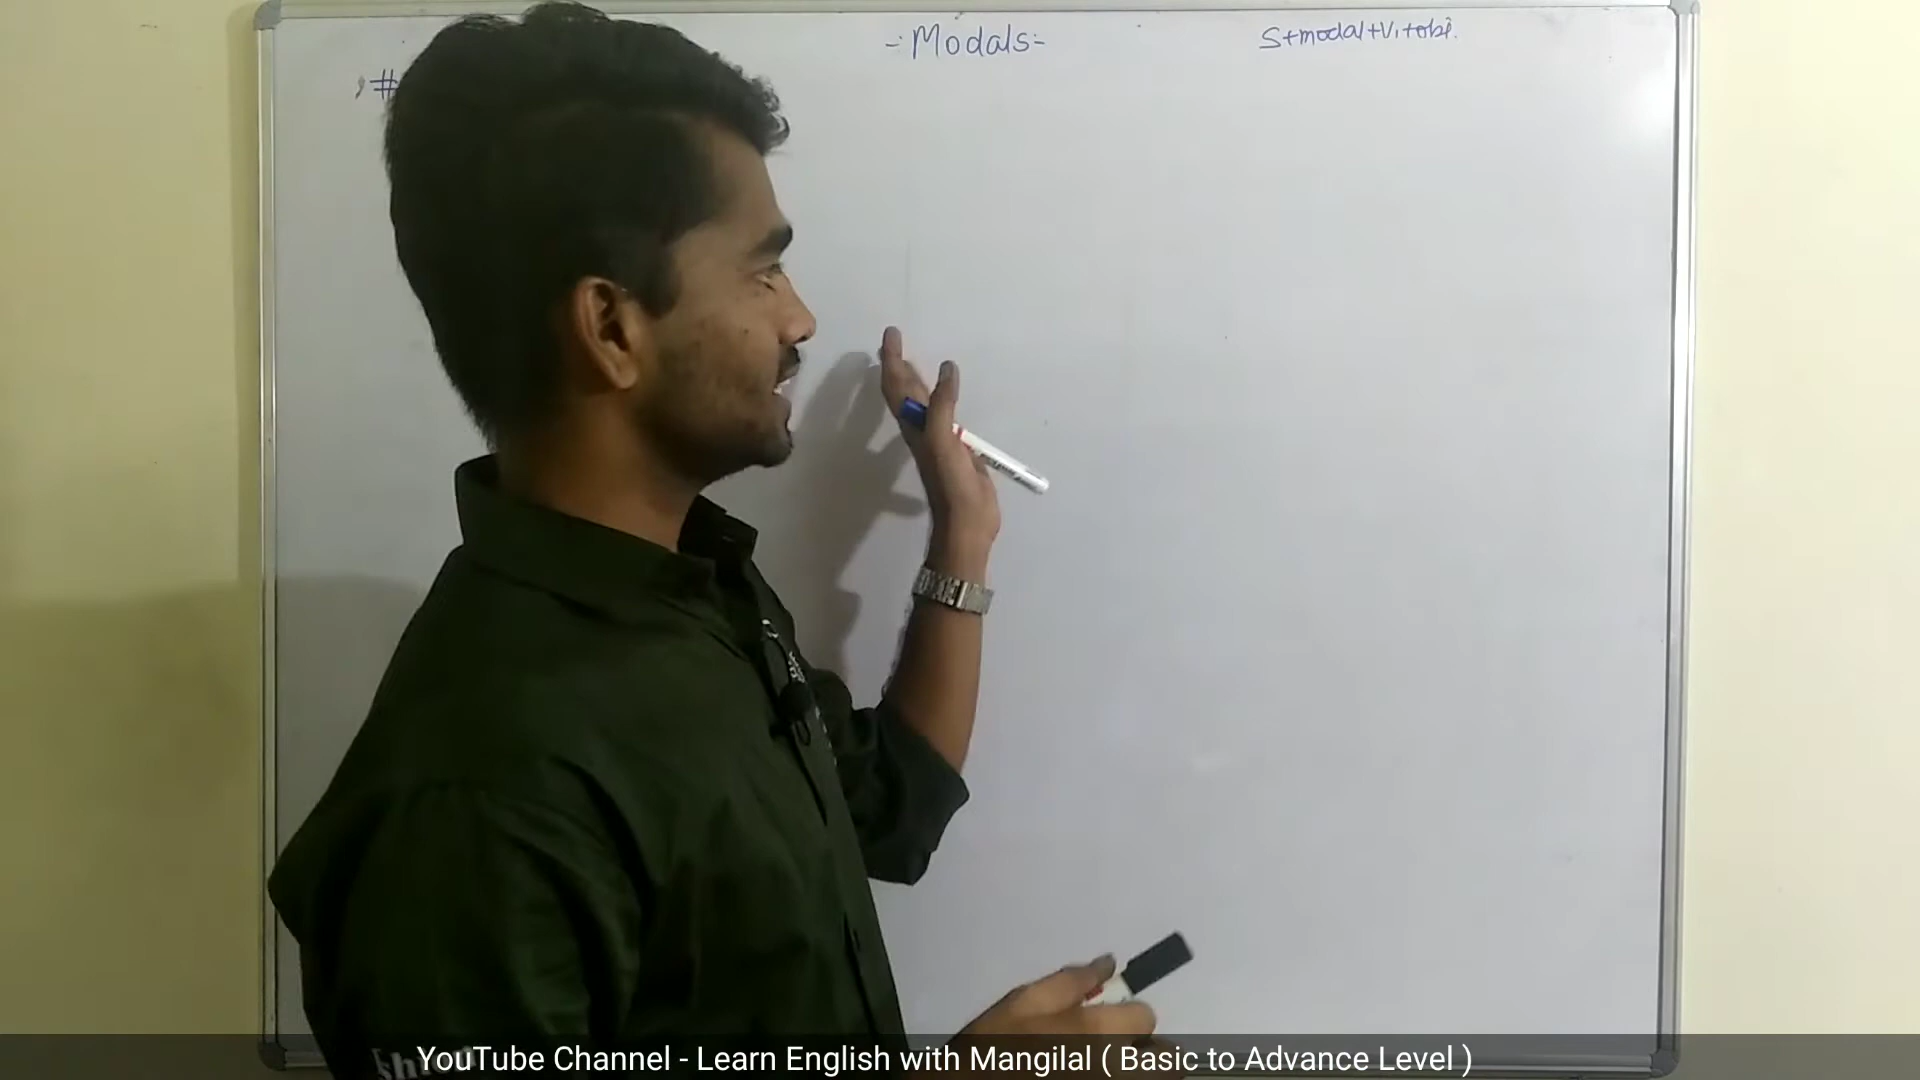 -: Modals:-
S+modal+V₁+obj.
#
YouTube Channel - Learn English with Mangilal ( Basic to Advance Level )